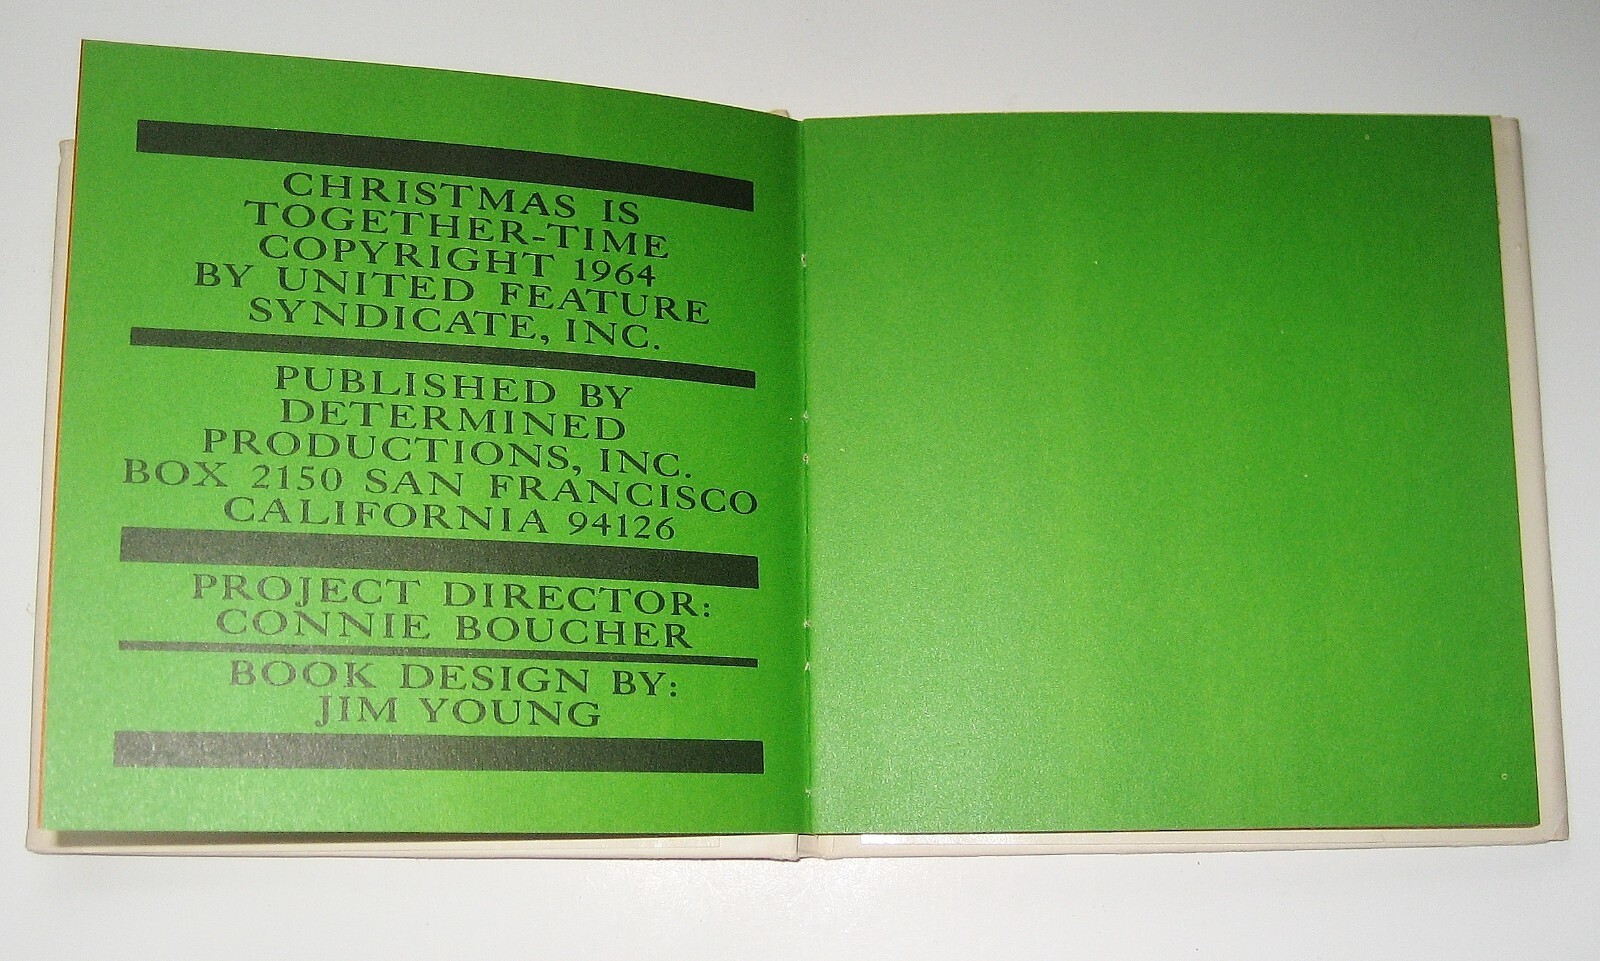 CHRISTMAS IS
TOGETHER-TIME
COPYRIGHT 1964
BY UNITED FEATURE
SYNDICATE, INC.
PUBLISHED BY
DETERMINED
PRODUCTIONS, INC.
BOX 2150 SAN FRANCISCO
CALIFORNIA 94126
PROJECT DIRECTOR:
CONNIE BOUCHER
BOOK DESIGN BY:
JIM YOUNG